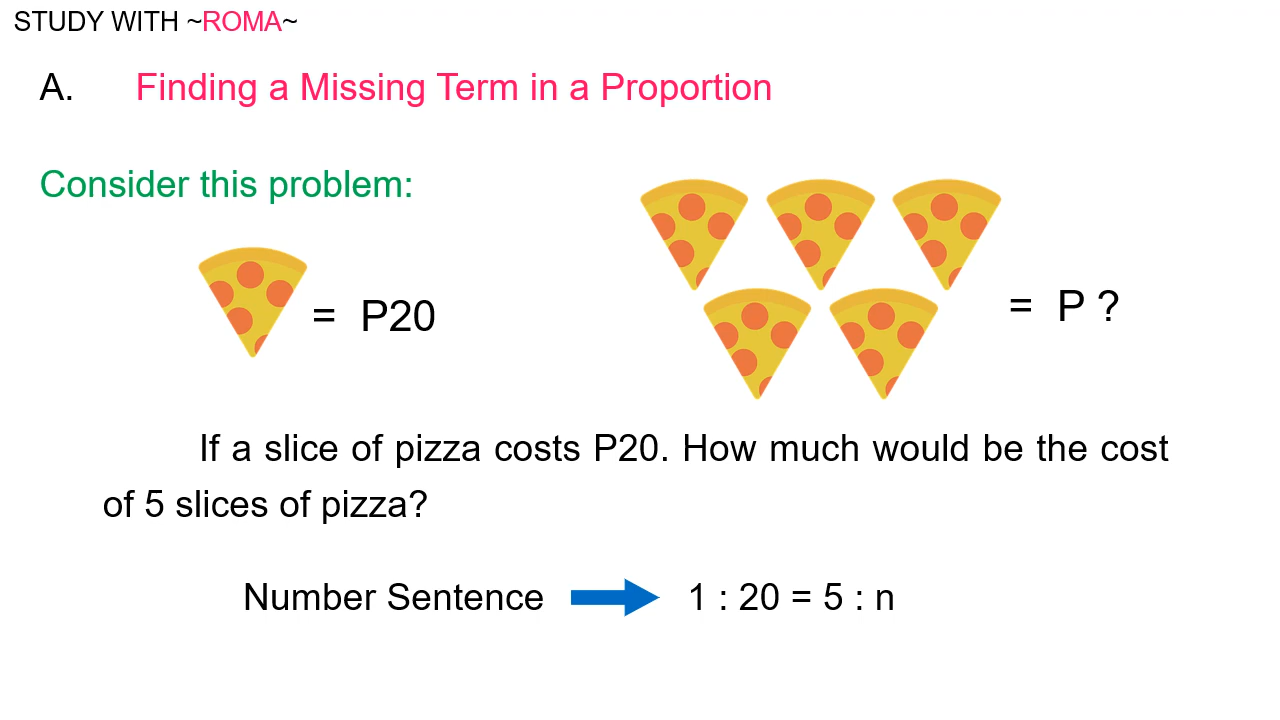 STUDY WITH ~ROMA~
A. Finding a Missing Term in a Proportion
Consider this problem:
= P20
= P ?
If a slice of pizza costs P20. How much would be the cost
of 5 slices of pizza?
Number Sentence 1 : 20 = 5 : n